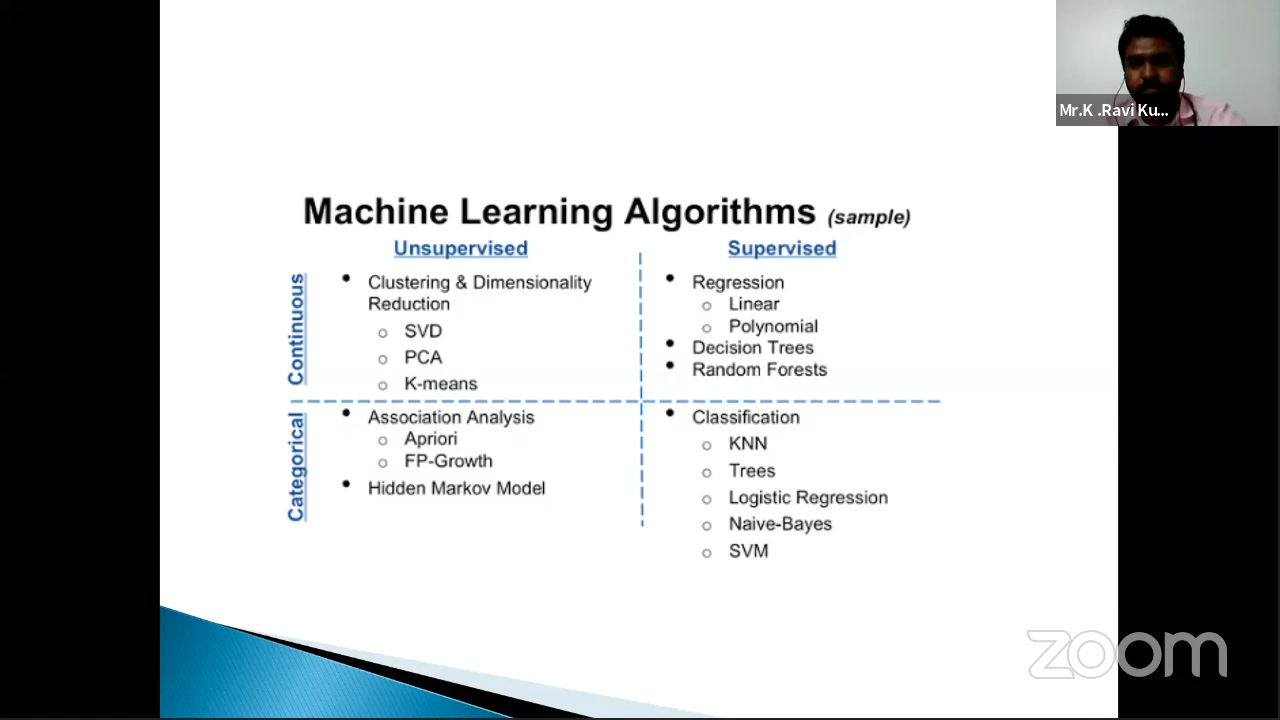 Mr.K .Ravi Ku...
Machine Learning Algorithms (sample)
Unsupervised
Supervised
Continuous
• Clustering & Dimensionality
Reduction
o SVD
o PCA
o K-means
• Regression
o Linear
o Polynomial
• Decision Trees
• Random Forests
Categorical
• Association Analysis
o Apriori
o FP-Growth
• Hidden Markov Model
• Classification
o KNN
o Trees
o Logistic Regression
o Naive-Bayes
o SVM
zoom